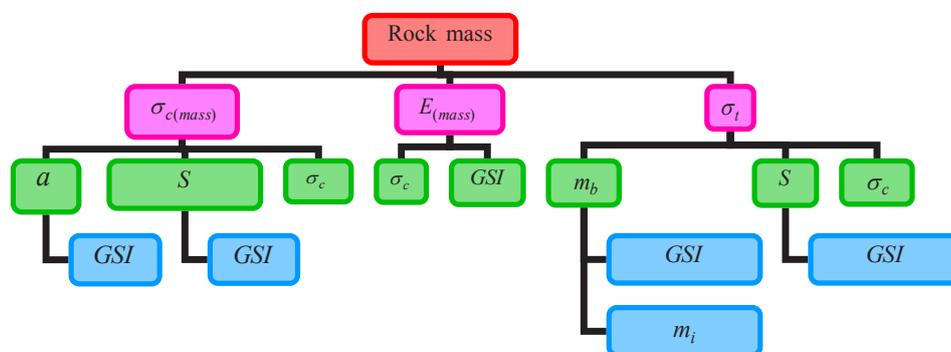 Rock mass
σc(mass)
E(mass)
σt
a
S
σc
σc
GSI
mb
S
σc
GSI
GSI
GSI
GSI
mi